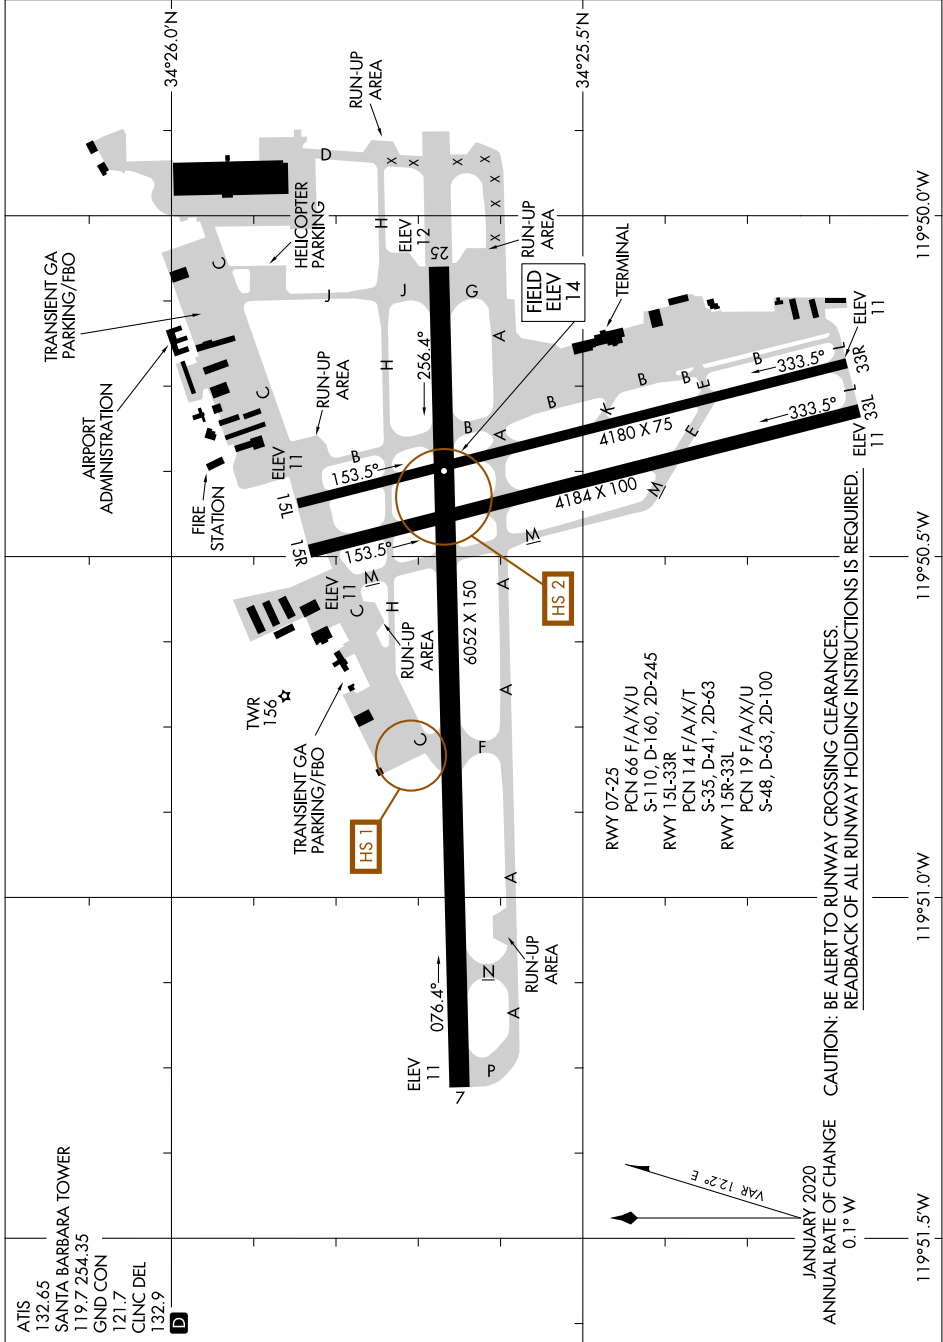 ATIS
132.65
SANTA BARBARA TOWER
119.7 254.35
GND CON
121.7
CLNC DEL
132.9
D
34°26.0'N
34°25.5'N
119°50.0'W
119°50.5'W
119°51.0'W
119°51.5'W
RUN-UP
AREA
D
X
X
X
X
X
X
X
HELICOPTER
PARKING
H
ELEV
12
25
RUN-UP
AREA
TRANSIENT GA
PARKING/FBO
C
J
J
G
FIELD
ELEV
14
TERMINAL
AIRPORT
ADMINISTRATION
C
RUN-UP
AREA
H
256.4°
A
B
B
B
B
B
K
E
E
333.5°
L
33R
ELEV
11
FIRE
STATION
ELEV
11
15L
B
153.5°
A
4180 X 75
333.5°
L
33L
ELEV
11
15R
153.5°
4184 X 100
M
M
M
ELEV
11
C
H
RUN-UP
AREA
6052 X 150
A
HS 2
TWR
156
A
TRANSIENT GA
PARKING/FBO
C
F
HS 1
A
RUN-UP
AREA
N
A
076.4°
ELEV
11
7
P
RWY 07-25
PCN 66 F/A/X/U
S-110, D-160, 2D-245
RWY 15L-33R
PCN 14 F/A/X/T
S-35, D-41, 2D-63
RWY 15R-33L
PCN 19 F/A/X/U
S-48, D-63, 2D-100
VAR 12.2° E
JANUARY 2020
ANNUAL RATE OF CHANGE
0.1° W
CAUTION: BE ALERT TO RUNWAY CROSSING CLEARANCES.
READBACK OF ALL RUNWAY HOLDING INSTRUCTIONS IS REQUIRED.